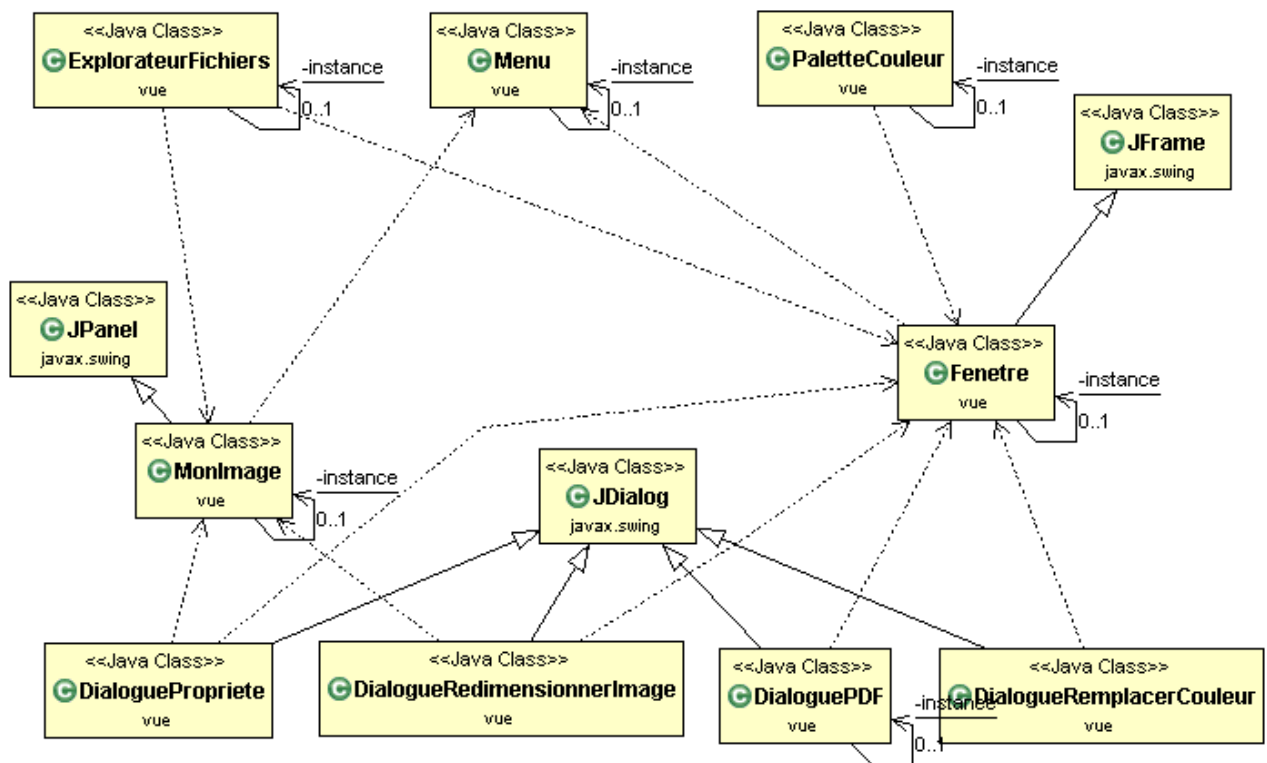 <<Java Class>>
ExplorateurFichiers
vue
-instance
0..1
<<Java Class>>
Menu
vue
-instance
0..1
<<Java Class>>
PaletteCouleur
vue
-instance
0..1
<<Java Class>>
JFrame
javax.swing
<<Java Class>>
JPanel
javax.swing
<<Java Class>>
Fenetre
vue
-instance
0..1
<<Java Class>>
MonImage
vue
-instance
0..1
<<Java Class>>
JDialog
javax.swing
<<Java Class>>
DialoguePropriete
vue
<<Java Class>>
DialogueRedimensionnerImage
vue
<<Java Class>>
DialoguePDF
vue
-instance
0..1
<<Java Class>>
DialogueRemplacerCouleur
vue